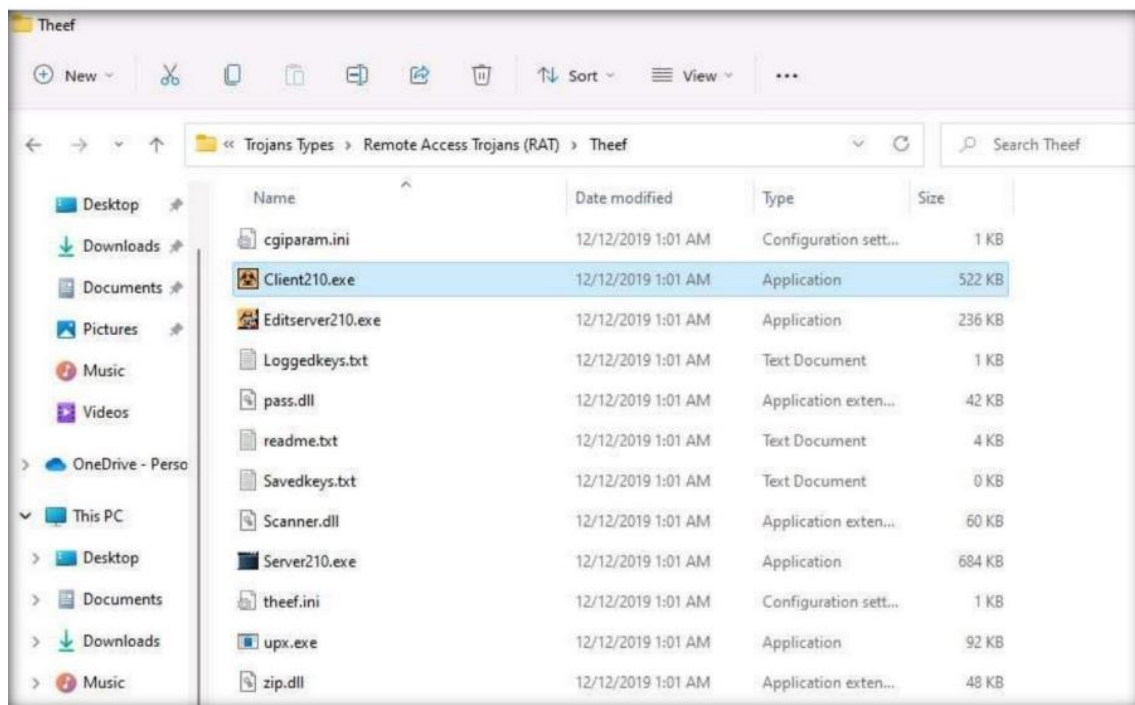 Theef
New
Sort
View
...
« Trojans Types > Remote Access Trojans (RAT) > Theef
Search Theef
Desktop
Downloads
Documents
Pictures
Music
Videos
OneDrive - Perso
This PC
Desktop
Documents
Downloads
Music
Name Date modified Type Size
cgiparam.ini 12/12/2019 1:01 AM Configuration sett... 1 KB
Client210.exe 12/12/2019 1:01 AM Application 522 KB
Editserver210.exe 12/12/2019 1:01 AM Application 236 KB
Loggedkeys.txt 12/12/2019 1:01 AM Text Document 1 KB
pass.dll 12/12/2019 1:01 AM Application exten... 42 KB
readme.txt 12/12/2019 1:01 AM Text Document 4 KB
Savedkeys.txt 12/12/2019 1:01 AM Text Document 0 KB
Scanner.dll 12/12/2019 1:01 AM Application exten... 60 KB
Server210.exe 12/12/2019 1:01 AM Application 684 KB
theef.ini 12/12/2019 1:01 AM Configuration sett... 1 KB
upx.exe 12/12/2019 1:01 AM Application 92 KB
zip.dll 12/12/2019 1:01 AM Application exten... 48 KB